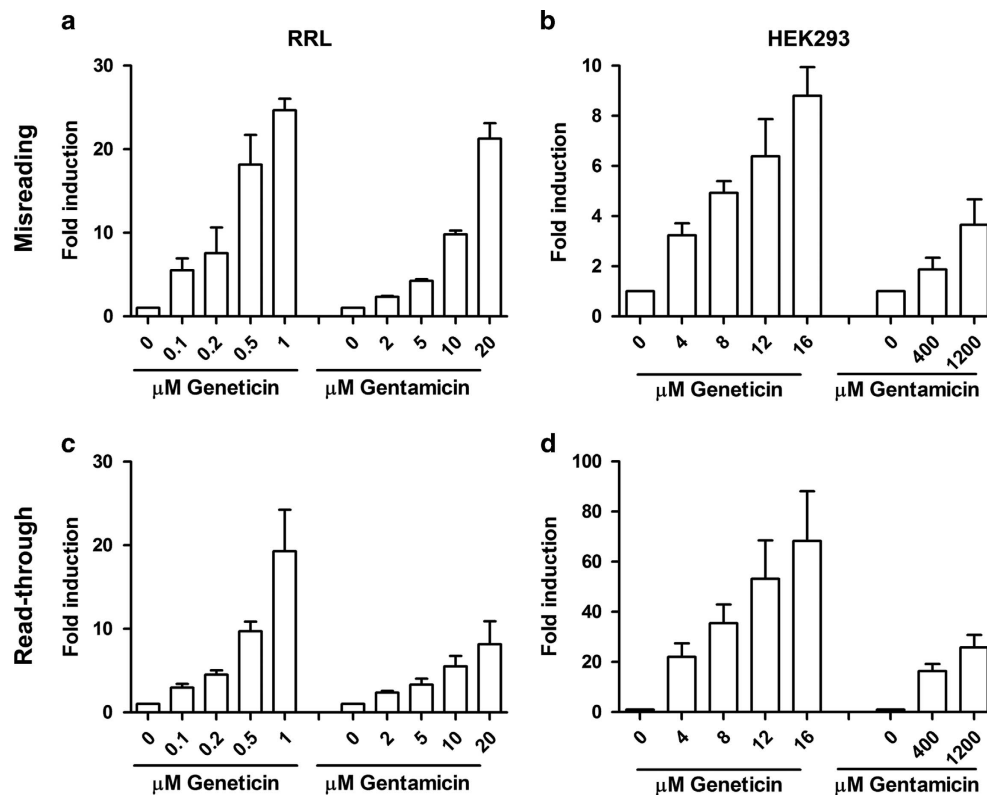 a
RRL
Misreading
Fold induction
30
20
10
0
0 0.1 0.2 0.5 1 0 2 5 10 20
μM Geneticin μM Gentamicin
b
HEK293
Fold induction
10
8
6
4
2
0
0 4 8 12 16 0 400 1200
μM Geneticin μM Gentamicin
c
Read-through
Fold induction
30
20
10
0
0 0.1 0.2 0.5 1 0 2 5 10 20
μM Geneticin μM Gentamicin
d
Fold induction
100
80
60
40
20
0
0 4 8 12 16 0 400 1200
μM Geneticin μM Gentamicin